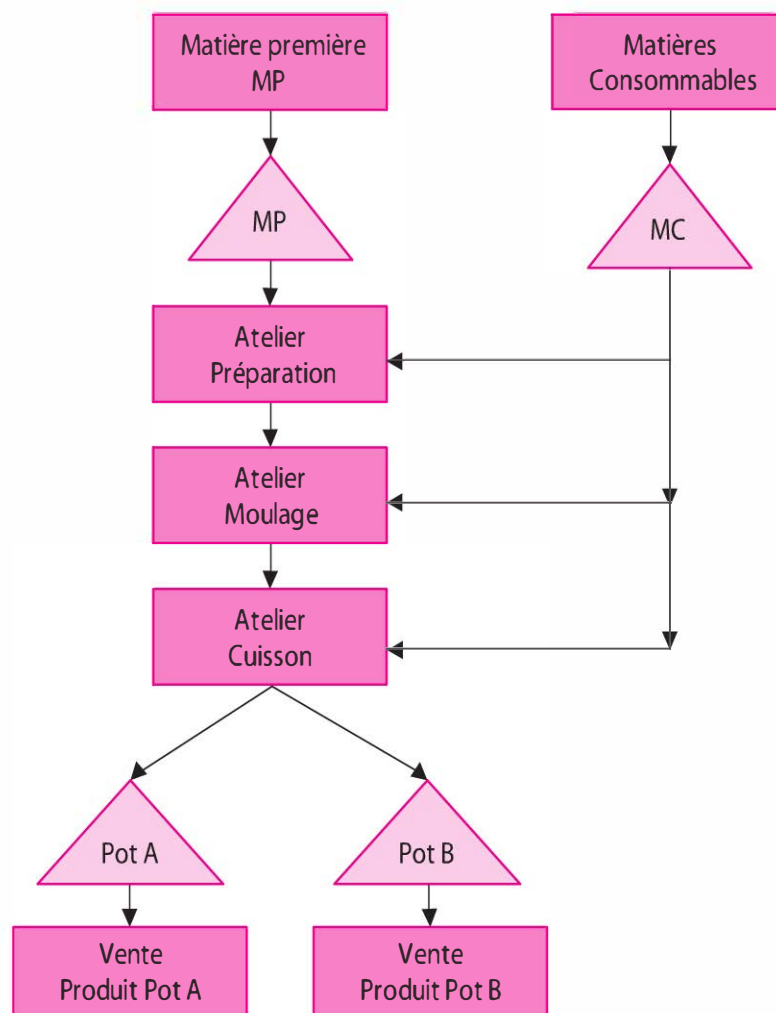 Matière première
MP
Matières
Consommables
MP
MC
Atelier
Préparation
Atelier
Moulage
Atelier
Cuisson
Pot A
Pot B
Vente
Produit Pot A
Vente
Produit Pot B